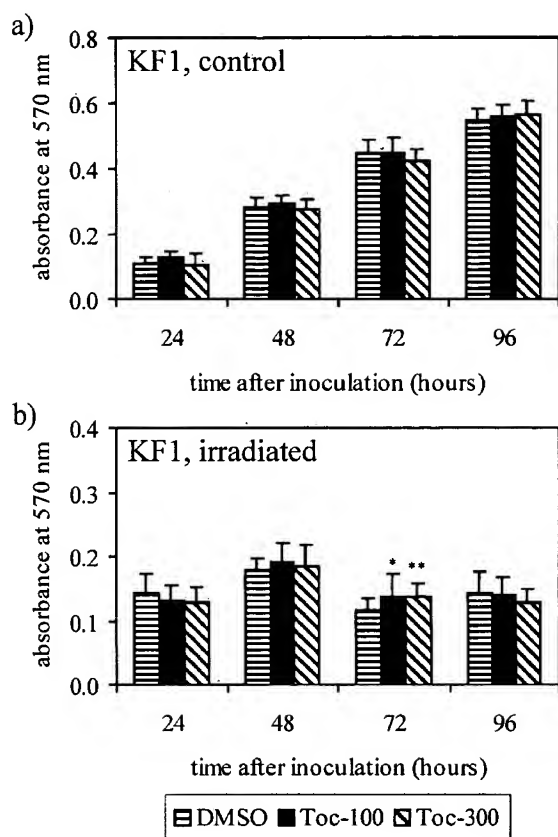 a)
KF1, control
absorbance at 570 nm
0.8
0.6
0.4
0.2
0.0
24 48 72 96
time after inoculation (hours)
b)
KF1, irradiated
absorbance at 570 nm
0.4
0.3
0.2
0.1
0.0
* **
24 48 72 96
time after inoculation (hours)
DMSO Toc-100 Toc-300